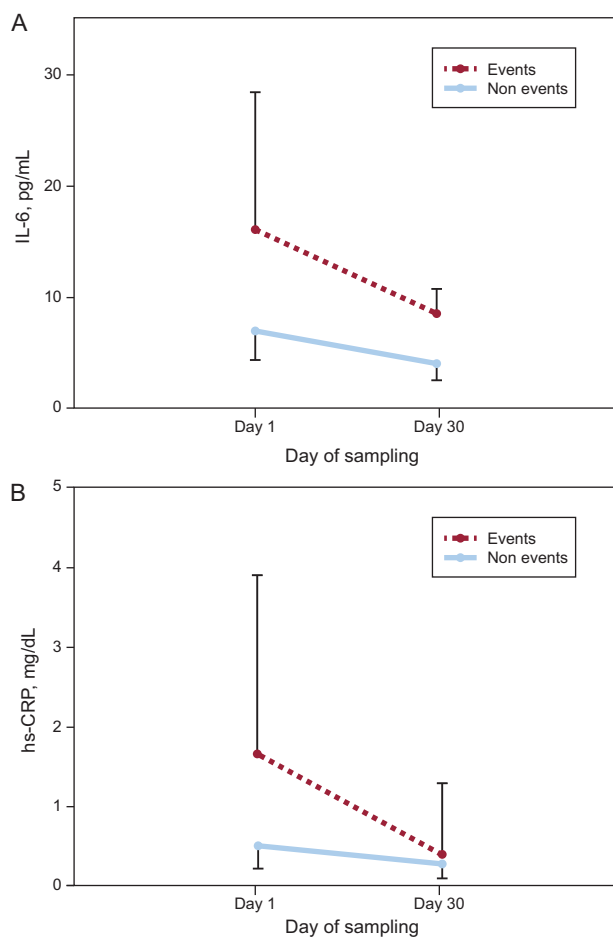 A
30
20
10
0
IL-6, pg/mL
Events
Non events
Day 1
Day 30
Day of sampling
B
5
4
3
2
1
0
hs-CRP, mg/dL
Events
Non events
Day 1
Day 30
Day of sampling